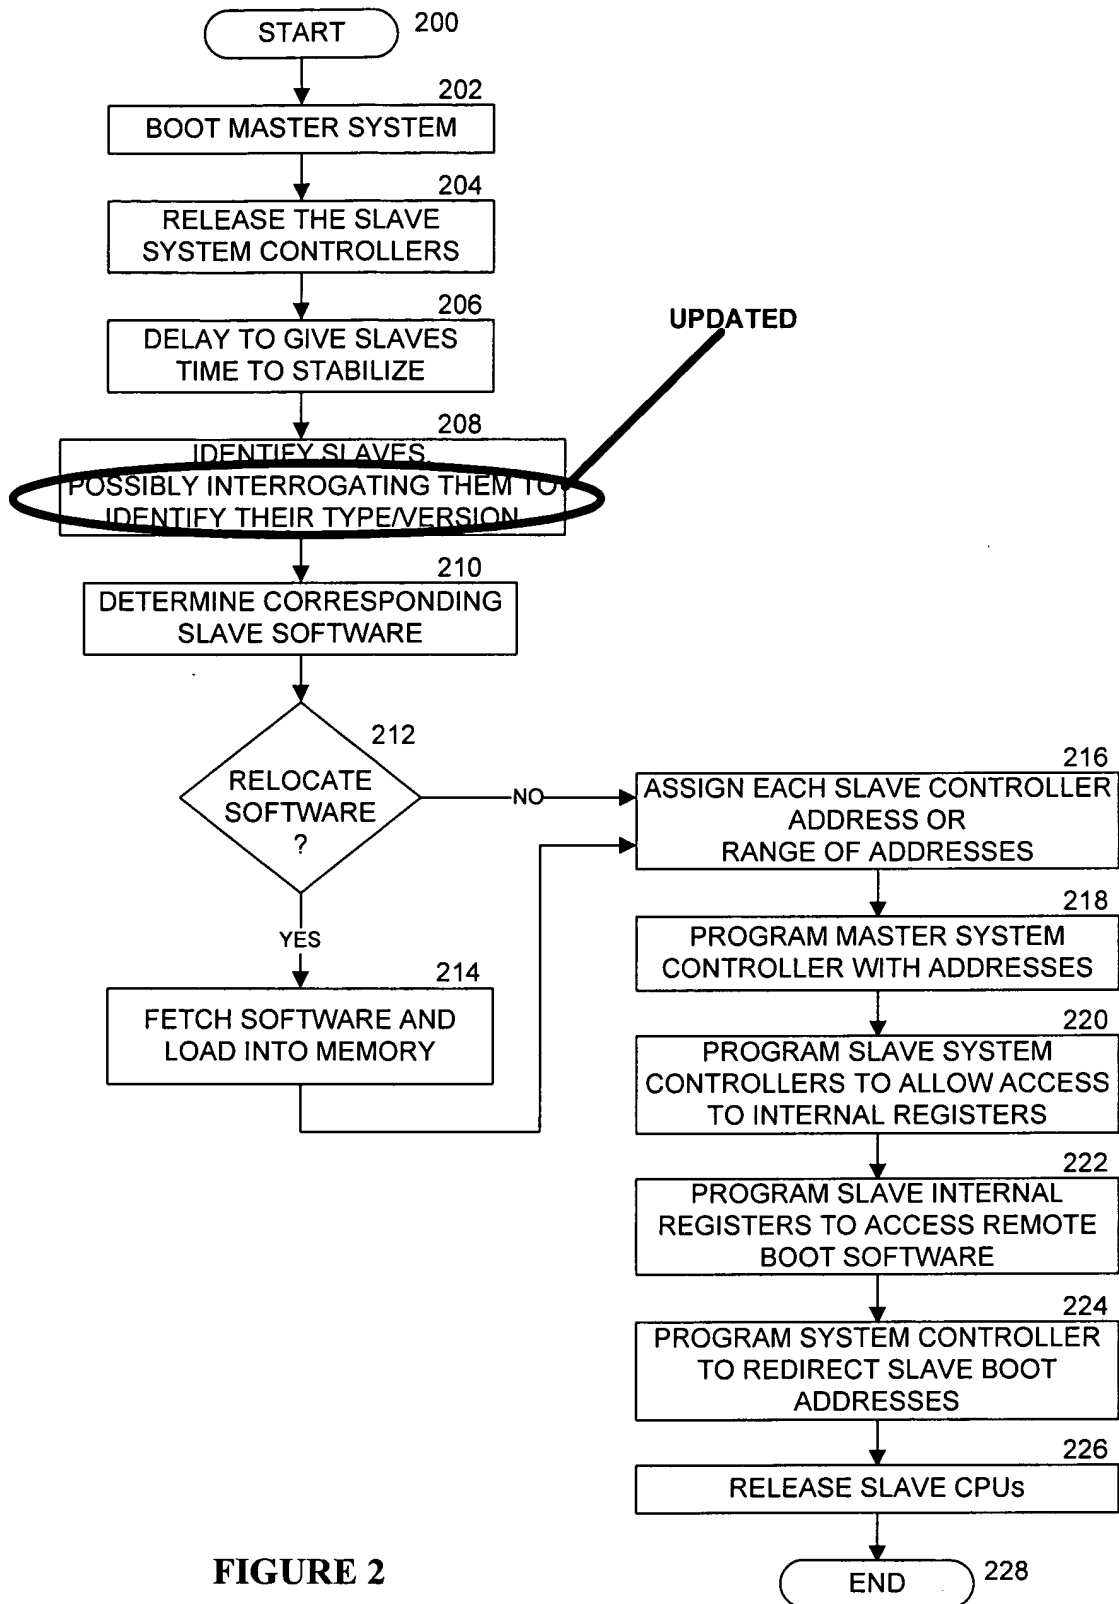 START
200
202
BOOT MASTER SYSTEM
204
RELEASE THE SLAVE
SYSTEM CONTROLLERS
206
DELAY TO GIVE SLAVES
TIME TO STABILIZE
UPDATED
208
IDENTIFY SLAVES,
POSSIBLY INTERROGATING THEM TO
IDENTIFY THEIR TYPE/VERSION
210
DETERMINE CORRESPONDING
SLAVE SOFTWARE
212
RELOCATE
SOFTWARE
?
NO
YES
214
FETCH SOFTWARE AND
LOAD INTO MEMORY
216
ASSIGN EACH SLAVE CONTROLLER
ADDRESS OR
RANGE OF ADDRESSES
218
PROGRAM MASTER SYSTEM
CONTROLLER WITH ADDRESSES
220
PROGRAM SLAVE SYSTEM
CONTROLLERS TO ALLOW ACCESS
TO INTERNAL REGISTERS
222
PROGRAM SLAVE INTERNAL
REGISTERS TO ACCESS REMOTE
BOOT SOFTWARE
224
PROGRAM SYSTEM CONTROLLER
TO REDIRECT SLAVE BOOT
ADDRESSES
226
RELEASE SLAVE CPUs
END
228
FIGURE 2